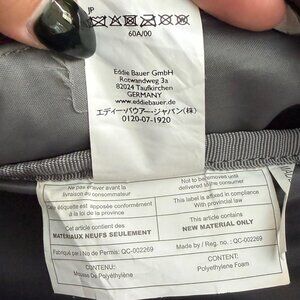 JP
60A/00
Eddie Bauer GmbH
Rotwandweg 3a
82024 Taufkirchen
GERMANY
www.eddiebauer.de
エディー・バウアー・ジャパン(株)
0120-07-1920
Ne pas enlever avant la
livraison au consommateur
Cet étiquette est apposée conformément
à loi de la province
Cet article contient des
MATÉRIAUX NEUFS SEULEMENT
Fabriqué par / No de Permis: QC-002269
CONTENU:
Mousse De Polyéthylène
Not to be removed until
delivered to the consumer
This label is affixed in compliance
With provincial law
This article contains
NEW MATERIAL ONLY
Made by / Reg. no.: QC-002269
CONTENT:
Polyethylene Foam